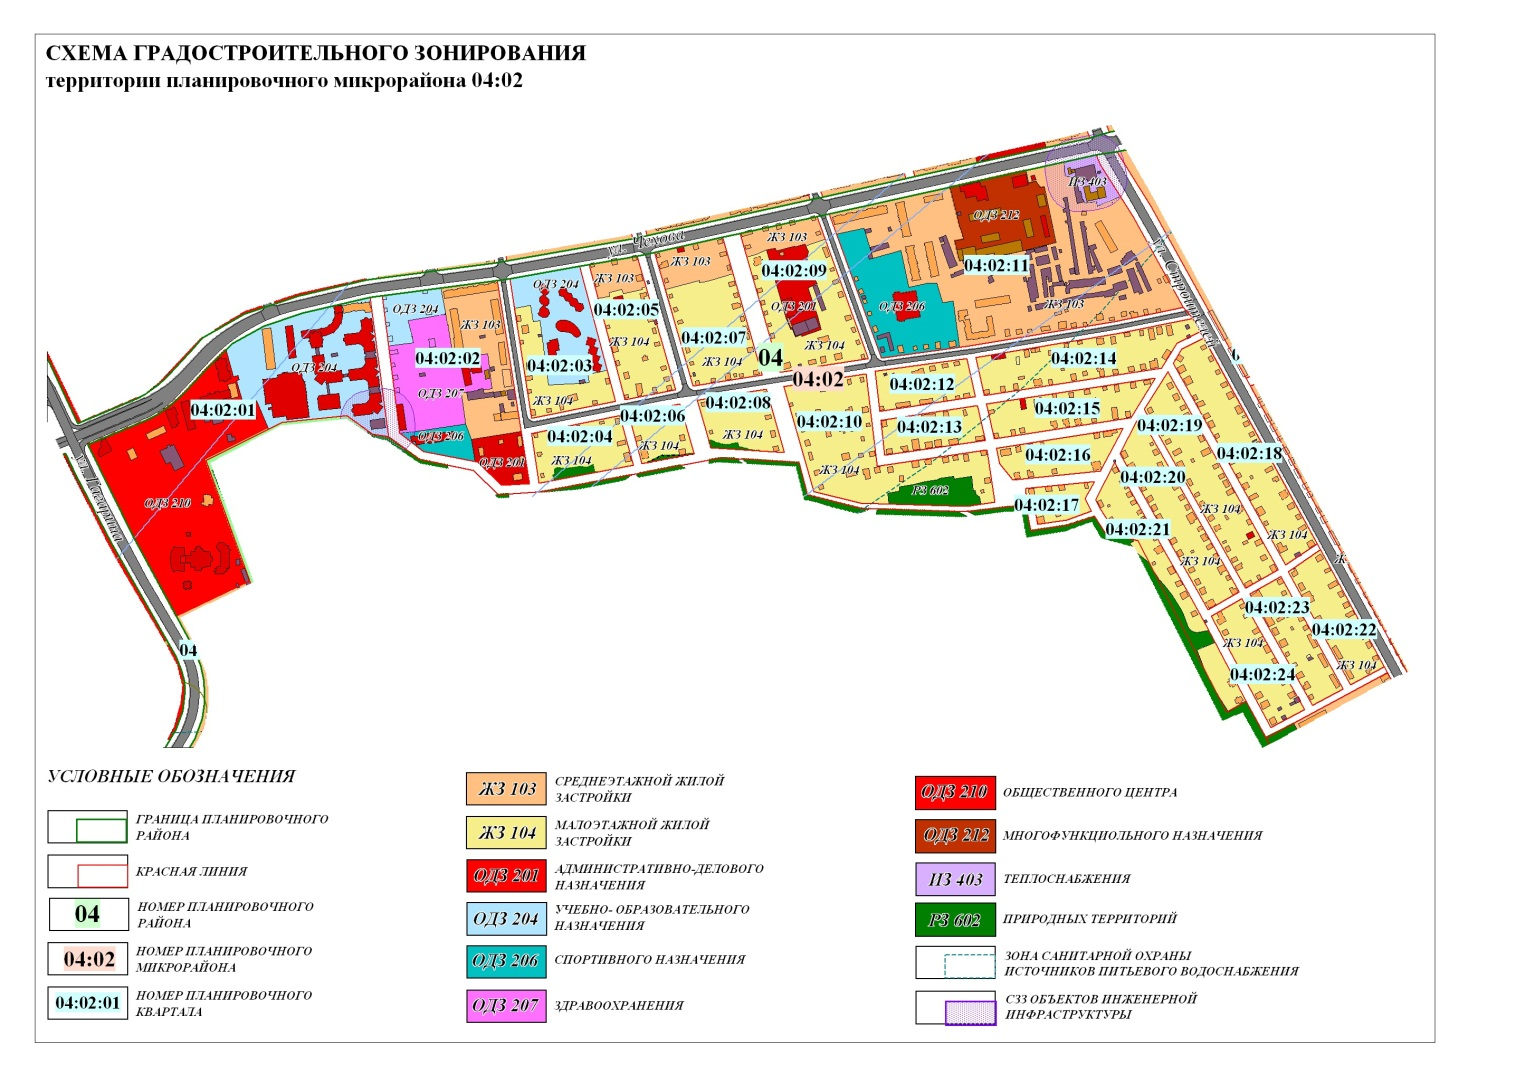 СХЕМА ГРАДОСТРОИТЕЛЬНОГО ЗОНИРОВАНИЯ
территории планировочного микрорайона 04:02
ИЗ 403
ОДЗ 212
ул. Чехова
ЖЗ 103
ЖЗ 103
04:02:09
04:02:11
ул. Строителей
ЖЗ 103
ОДЗ 204
04:02:05
ОДЗ 201
ОДЗ 206
ЖЗ 103
ОДЗ 204
ЖЗ 103
04:02:07
ЖЗ 104
ЖЗ 104
04:02:02
04:02:03
ЖЗ 104
04
04:02
04:02:14
ОДЗ 204
04:02:12
ОДЗ 207
ЖЗ 104
04:02:08
04:02:01
04:02:06
04:02:15
04:02:10
04:02:13
04:02:19
ОДЗ 206
04:02:04
ЖЗ 104
ЖЗ 104
04:02:16
04:02:18
ОДЗ 201
ЖЗ 104
ЖЗ 104
04:02:20
ул. Гагарина
ОДЗ 210
РЗ 602
04:02:17
ЖЗ 104
04:02:21
ЖЗ 104
ЖЗ 104
Ж
04:02:23
04:02:22
04
ЖЗ 104
ЖЗ 104
04:02:24
УСЛОВНЫЕ ОБОЗНАЧЕНИЯ
ГРАНИЦА ПЛАНИРОВОЧНОГО
РАЙОНА
КРАСНАЯ ЛИНИЯ
04
НОМЕР ПЛАНИРОВОЧНОГО
РАЙОНА
04:02
НОМЕР ПЛАНИРОВОЧНОГО
МИКРОРАЙОНА
04:02:01
НОМЕР ПЛАНИРОВОЧНОГО
КВАРТАЛА
ЖЗ 103
СРЕДНЕЭТАЖНОЙ ЖИЛОЙ
ЗАСТРОЙКИ
ЖЗ 104
МАЛОЭТАЖНОЙ ЖИЛОЙ
ЗАСТРОЙКИ
ОДЗ 201
АДМИНИСТРАТИВНО-ДЕЛОВОГО
НАЗНАЧЕНИЯ
ОДЗ 204
УЧЕБНО- ОБРАЗОВАТЕЛЬНОГО
НАЗНАЧЕНИЯ
ОДЗ 206
СПОРТИВНОГО НАЗНАЧЕНИЯ
ОДЗ 207
ЗДРАВООХРАНЕНИЯ
ОДЗ 210
ОБЩЕСТВЕННОГО ЦЕНТРА
ОДЗ 212
МНОГОФУНКЦИОЛЬНОГО НАЗНАЧЕНИЯ
ИЗ 403
ТЕПЛОСНАБЖЕНИЯ
РЗ 602
ПРИРОДНЫХ ТЕРРИТОРИЙ
ЗОНА САНИТАРНОЙ ОХРАНЫ
ИСТОЧНИКОВ ПИТЬЕВОГО ВОДОСНАБЖЕНИЯ
СЗЗ ОБЪЕКТОВ ИНЖЕНЕРНОЙ
ИНФРАСТРУКТУРЫ